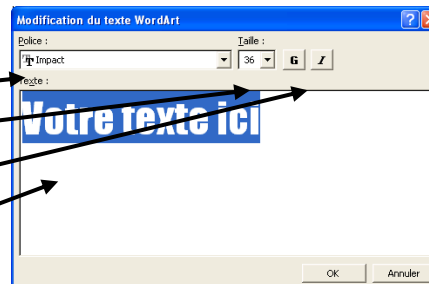 Modification du texte WordArt
Police :
Taille :
Impact
36
G
I
Texte :
Votre texte ici
OK
Annuler